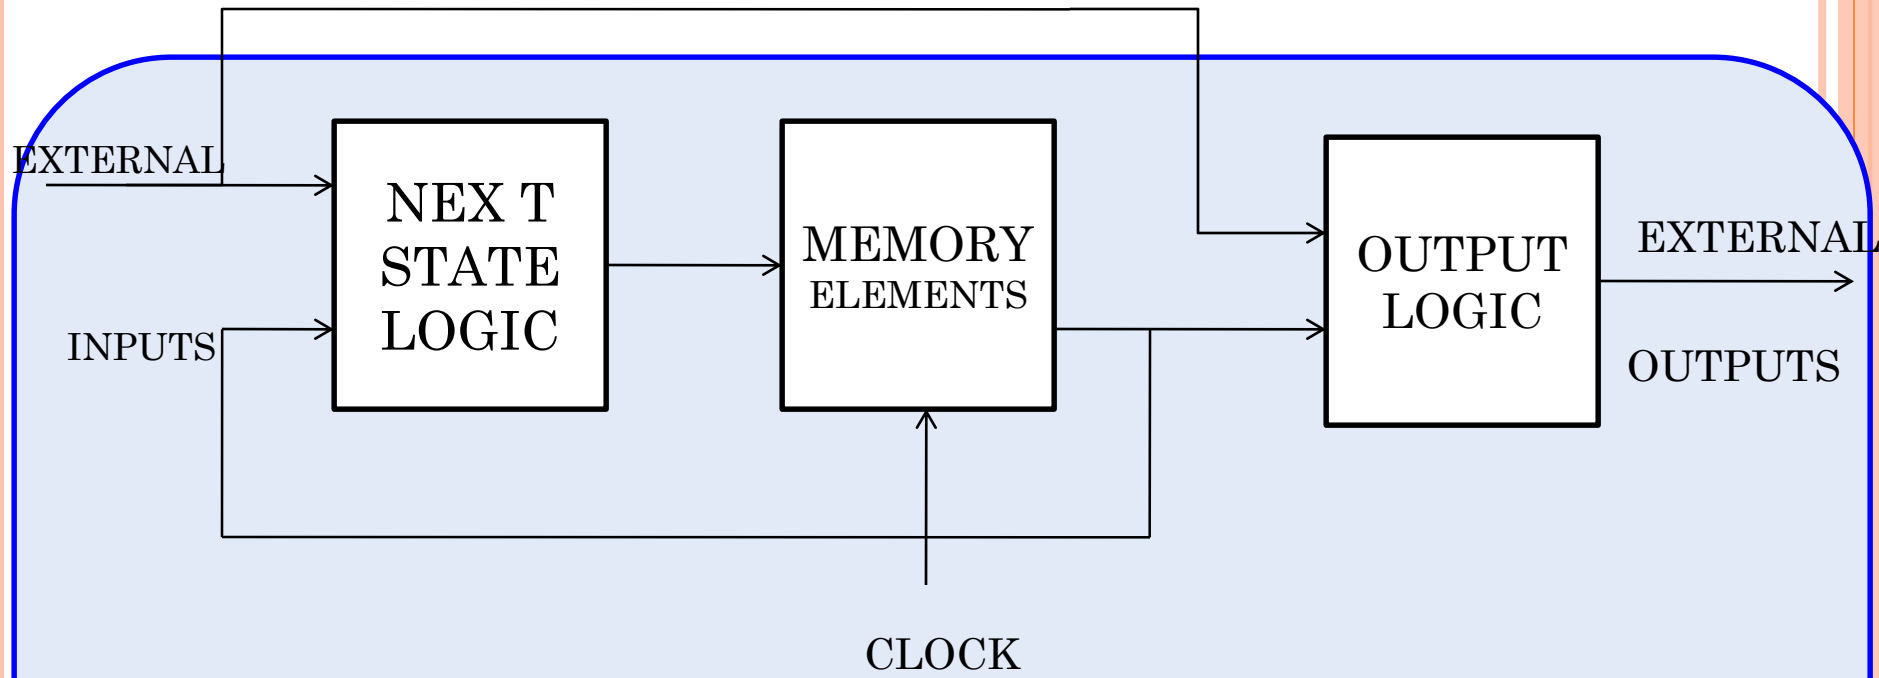 EXTERNAL
INPUTS
NEX T
STATE
LOGIC
MEMORY
ELEMENTS
OUTPUT
LOGIC
EXTERNAL
OUTPUTS
CLOCK